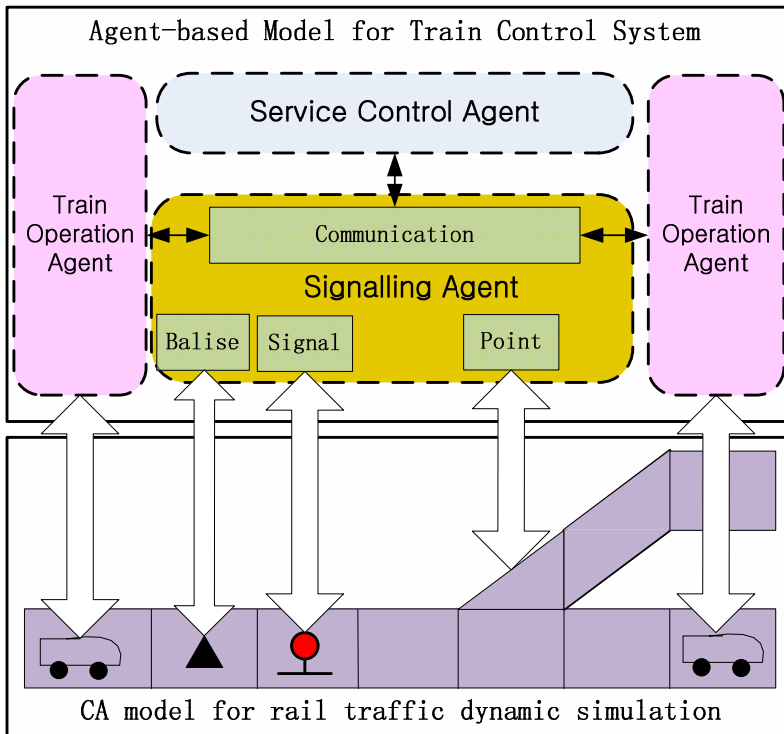 Agent-based Model for Train Control System
Service Control Agent
Train
Operation
Agent
Communication
Train
Operation
Agent
Signalling Agent
Balise
Signal
Point
CA model for rail traffic dynamic simulation